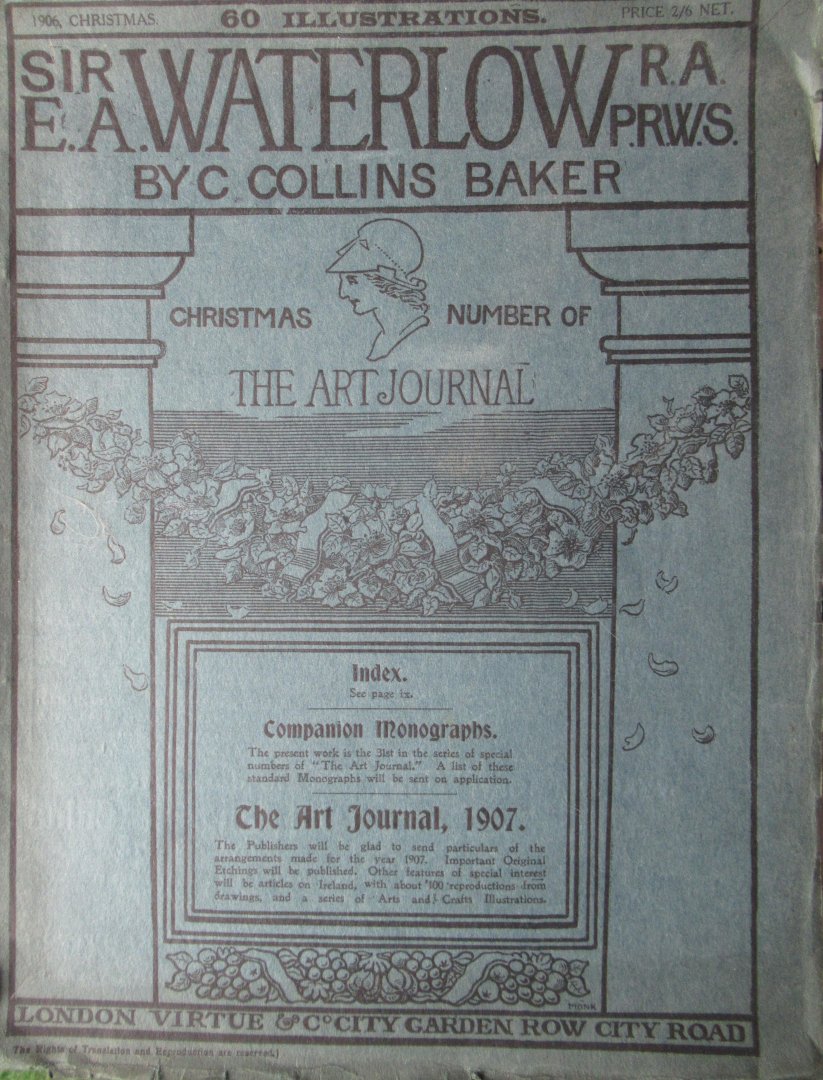 1906, CHRISTMAS. 60 ILLUSTRATIONS. PRICE 2/6 NET.
SIR E.A. WATERLOW R.A. P.R.W.S.
BY C COLLINS BAKER
CHRISTMAS NUMBER OF
THE ART JOURNAL
Index.
See page ix.
Companion Monographs.
The present work is the 31st in the series of special
numbers of "The Art Journal." A list of these
standard Monographs will be sent on application.
The Art Journal, 1907.
The Publishers will be glad to send particulars of the
arrangements made for the year 1907. Important Original
Etchings will be published. Other features of special interest
will be articles on Ireland, with about 100 reproductions from
drawings, and a series of Arts and Crafts Illustrations.
MONK
LONDON VIRTUE & Co CITY GARDEN ROW CITY ROAD
The Rights of Translation and Reproduction are reserved.)